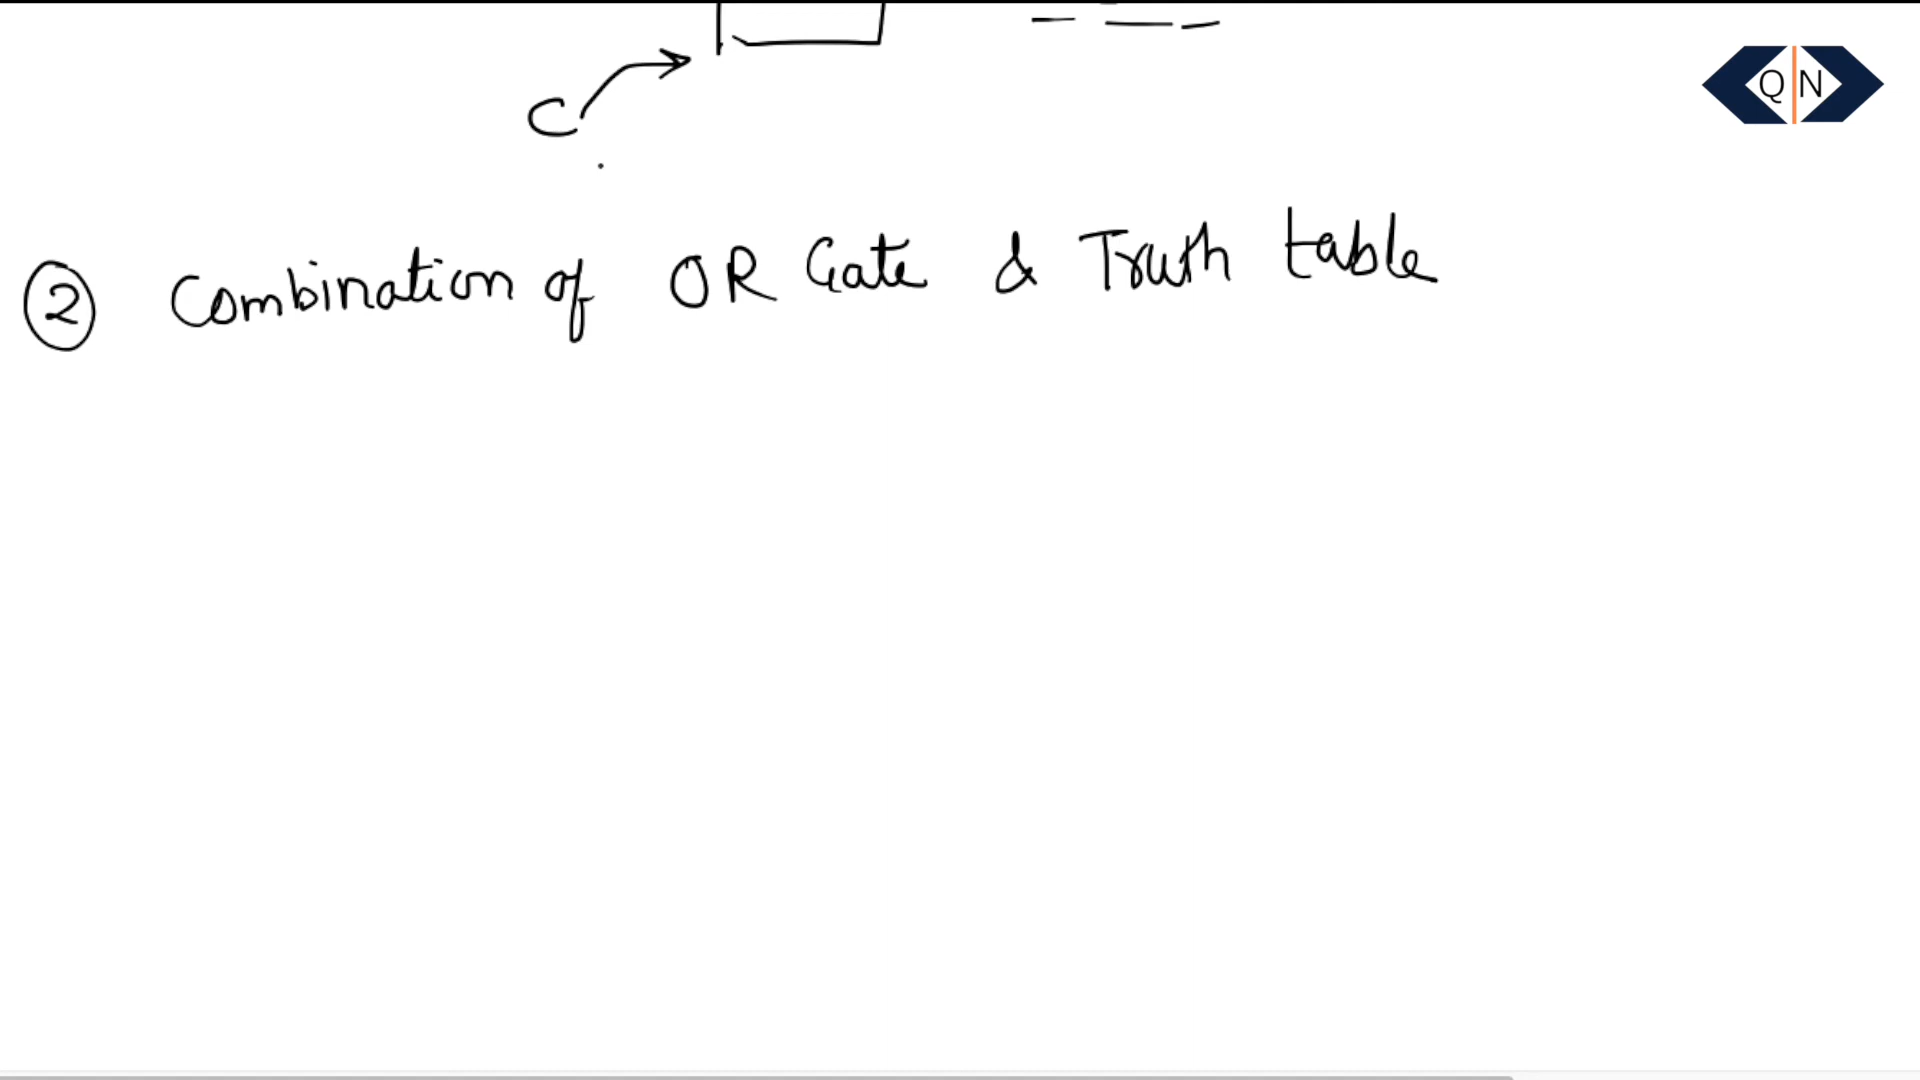 Q N
C
② Combination of OR Gate & Truth table